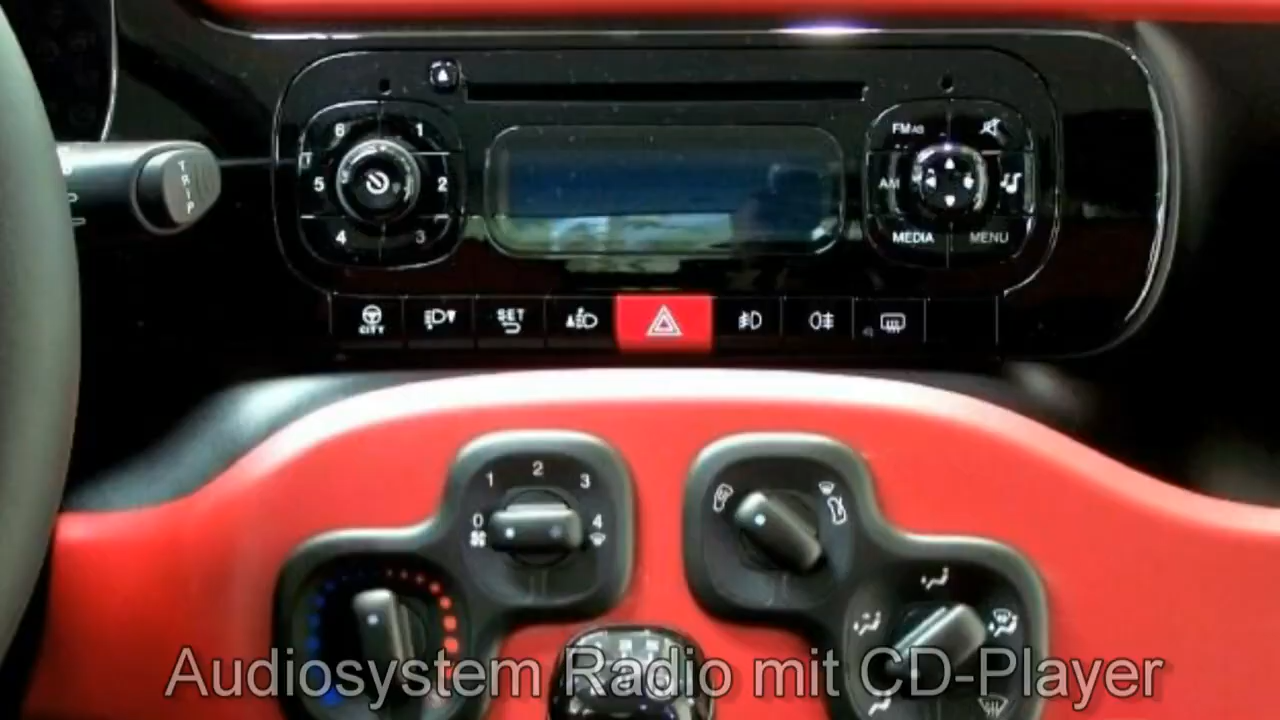 6 1
5 2
4 3
FM AS
AM
MEDIA MENU
TRIP
CITY
SET
1 2 3
0 4
Audiosystem Radio mit CD-Player